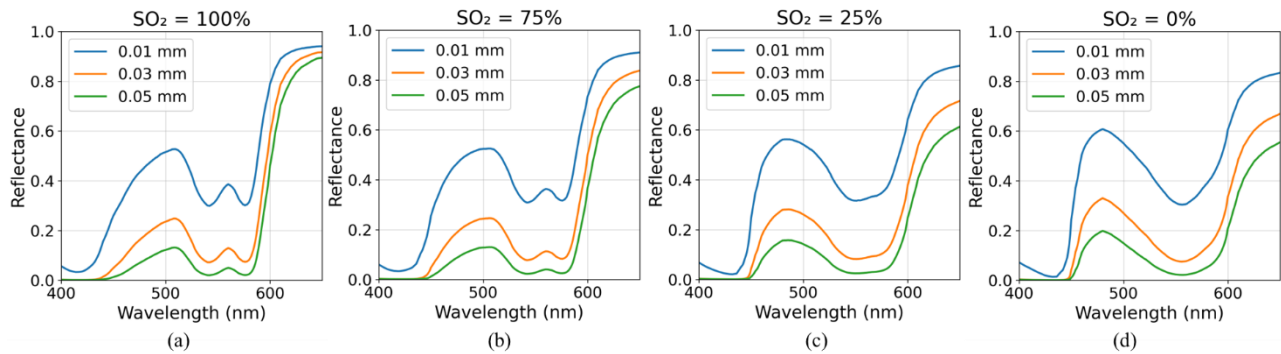 SO₂ = 100%
1.0
0.8
0.6
0.4
0.2
0.0
Reflectance
0.01 mm
0.03 mm
0.05 mm
400
500
600
Wavelength (nm)
(a)
SO₂ = 75%
1.0
0.8
0.6
0.4
0.2
0.0
Reflectance
0.01 mm
0.03 mm
0.05 mm
400
500
600
Wavelength (nm)
(b)
SO₂ = 25%
1.0
0.8
0.6
0.4
0.2
0.0
Reflectance
0.01 mm
0.03 mm
0.05 mm
400
500
600
Wavelength (nm)
(c)
SO₂ = 0%
1.0
0.8
0.6
0.4
0.2
0.0
Reflectance
0.01 mm
0.03 mm
0.05 mm
400
500
600
Wavelength (nm)
(d)